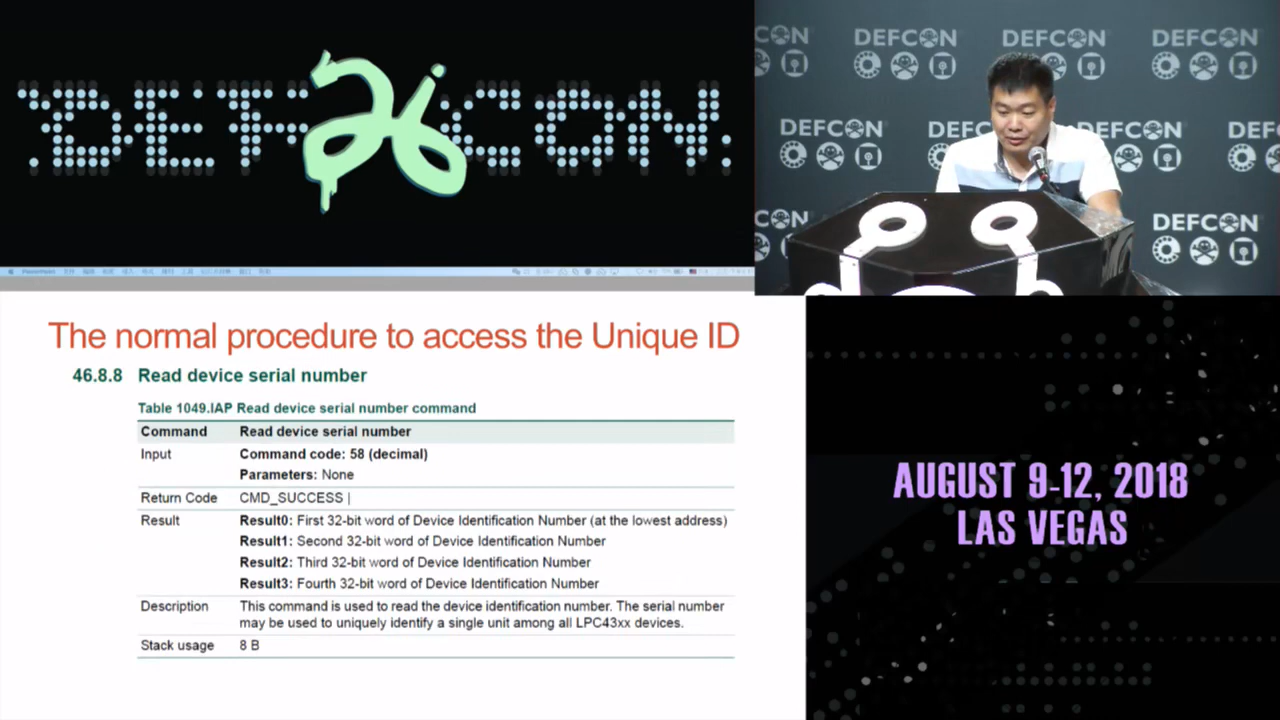 DEFCON
26
DEFCON
DEFCON
DEFCON
DEFCON
DEFCON
DEFCON
DEFCON
The normal procedure to access the Unique ID
46.8.8 Read device serial number
Table 1049.IAP Read device serial number command
Command Read device serial number
Input Command code: 58 (decimal)
Parameters: None
Return Code CMD_SUCCESS |
Result Result0: First 32-bit word of Device Identification Number (at the lowest address)
Result1: Second 32-bit word of Device Identification Number
Result2: Third 32-bit word of Device Identification Number
Result3: Fourth 32-bit word of Device Identification Number
Description This command is used to read the device identification number. The serial number
may be used to uniquely identify a single unit among all LPC43xx devices.
Stack usage 8 B
AUGUST 9-12, 2018
LAS VEGAS